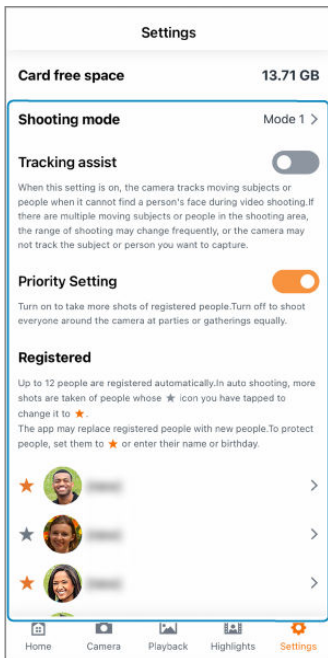 Settings
Card free space 13.71 GB
Shooting mode Mode 1 >
Tracking assist
When this setting is on, the camera tracks moving subjects or
people when it cannot find a person's face during video shooting.If
there are multiple moving subjects or people in the shooting area,
the range of shooting may change frequently, or the camera may
not track the subject or person you want to capture.
Priority Setting
Turn on to take more shots of registered people.Turn off to shoot
everyone around the camera at parties or gatherings equally.
Registered
Up to 12 people are registered automatically.In auto shooting, more
shots are taken of people whose ★ icon you have tapped to
change it to ★.
The app may replace registered people with new people.To protect
people, set them to ★ or enter their name or birthday.
Home Camera Playback Highlights Settings